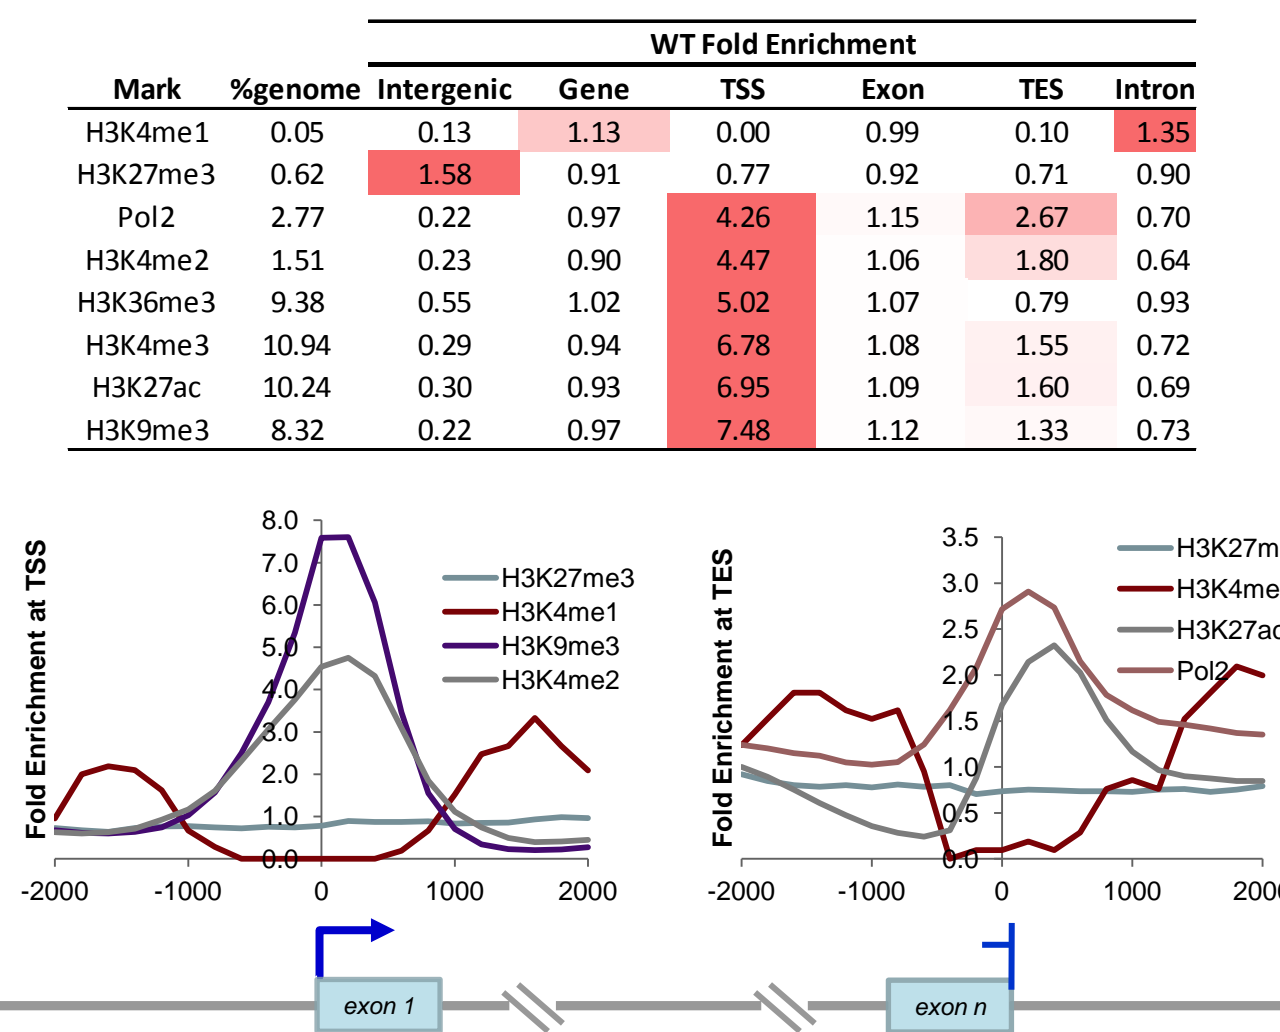 WT Fold Enrichment
Mark %genome Intergenic Gene TSS Exon TES Intron
H3K4me1 0.05 0.13 1.13 0.00 0.99 0.10 1.35
H3K27me3 0.62 1.58 0.91 0.77 0.92 0.71 0.90
Pol2 2.77 0.22 0.97 4.26 1.15 2.67 0.70
H3K4me2 1.51 0.23 0.90 4.47 1.06 1.80 0.64
H3K36me3 9.38 0.55 1.02 5.02 1.07 0.79 0.93
H3K4me3 10.94 0.29 0.94 6.78 1.08 1.55 0.72
H3K27ac 10.24 0.30 0.93 6.95 1.09 1.60 0.69
H3K9me3 8.32 0.22 0.97 7.48 1.12 1.33 0.73
Fold Enrichment at TSS
8.0
7.0
6.0
5.0
4.0
3.0
2.0
1.0
0.0
-2000 -1000 0 1000 2000
H3K27me3
H3K4me1
H3K9me3
H3K4me2
Fold Enrichment at TES
3.5
3.0
2.5
2.0
1.5
1.0
0.5
0.0
-2000 -1000 0 1000 200
H3K27m
H3K4me
H3K27ac
Pol2
exon 1
exon n